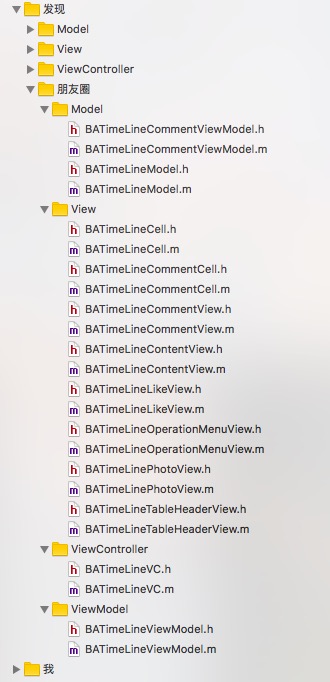 发现
Model
View
ViewController
朋友圈
Model
h BATimeLineCommentViewModel.h
m BATimeLineCommentViewModel.m
h BATimeLineModel.h
m BATimeLineModel.m
View
h BATimeLineCell.h
m BATimeLineCell.m
h BATimeLineCommentCell.h
m BATimeLineCommentCell.m
h BATimeLineCommentView.h
m BATimeLineCommentView.m
h BATimeLineContentView.h
m BATimeLineContentView.m
h BATimeLineLikeView.h
m BATimeLineLikeView.m
h BATimeLineOperationMenuView.h
m BATimeLineOperationMenuView.m
h BATimeLinePhotoView.h
m BATimeLinePhotoView.m
h BATimeLineTableHeaderView.h
m BATimeLineTableHeaderView.m
ViewController
h BATimeLineVC.h
m BATimeLineVC.m
ViewModel
h BATimeLineViewModel.h
m BATimeLineViewModel.m
我